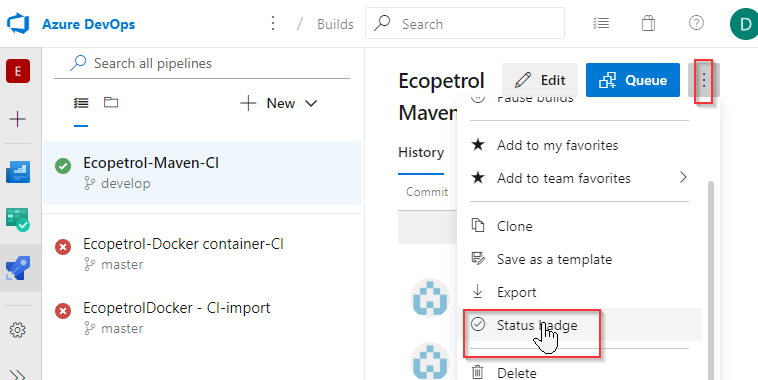 Azure DevOps
/ Builds
Search
D
E
Search all pipelines
New
Ecopetrol-Maven-CI
develop
Ecopetrol-Docker container-CI
master
EcopetrolDocker - CI-import
master
Ecopetrol
Maven
Edit
Queue
History
Commit
Pause builds
Add to my favorites
Add to team favorites
Clone
Save as a template
Export
Status badge
Delete